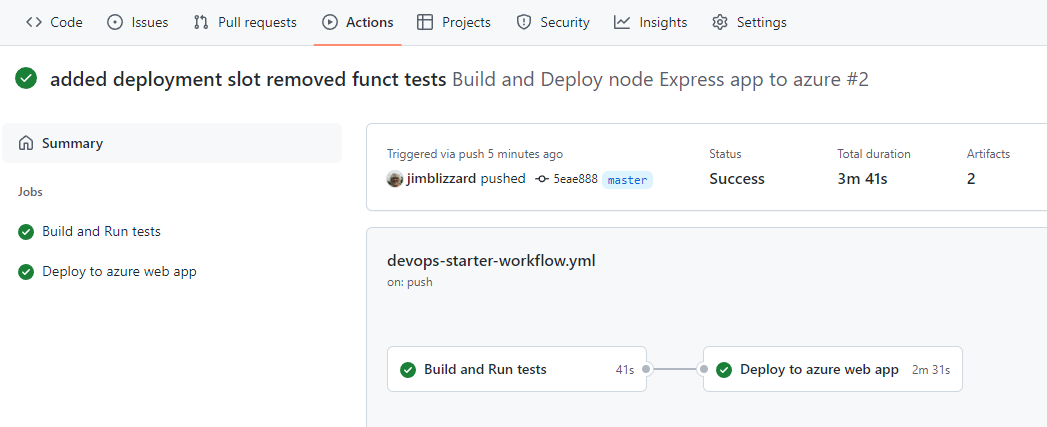 Code Issues Pull requests Actions Projects Security Insights Settings
added deployment slot removed funct tests Build and Deploy node Express app to azure #2
Summary
Jobs
Build and Run tests
Deploy to azure web app
Triggered via push 5 minutes ago
jimblizzard pushed 5eae888 master
Status
Success
Total duration
3m 41s
Artifacts
2
devops-starter-workflow.yml
on: push
Build and Run tests 41s
Deploy to azure web app 2m 31s